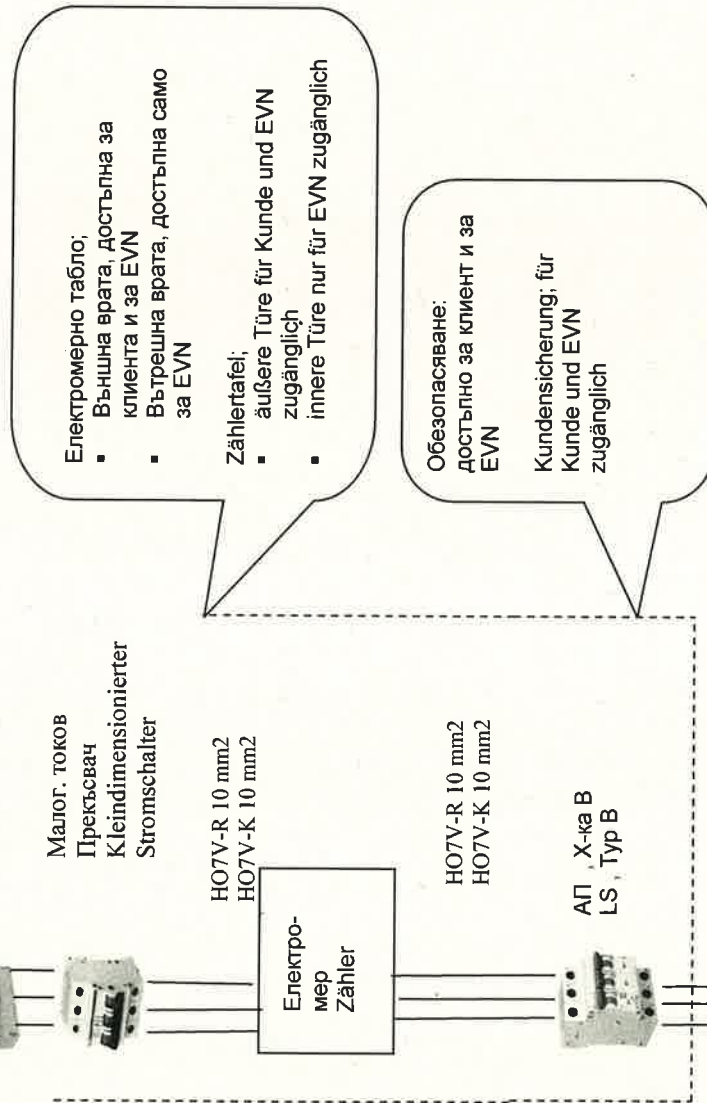 Електромерно табло;
▪ Външна врата, достъпна за
клиента и за EVN
▪ Вътрешна врата, достъпна само
за EVN
Zählertafel;
▪ äußere Türe für Kunde und EVN
zugänglich
▪ innere Türe nur für EVN zugänglich
Обезопасяване:
достъпно за клиент и за
EVN
Kundensicherung; für
Kunde und EVN
zugänglich
Малог. токов
Прекъсвач
Kleindimensionierter
Stromschalter
HO7V-R 10 mm2
HO7V-K 10 mm2
Електро-
мер
Zähler
HO7V-R 10 mm2
HO7V-K 10 mm2
АП , Х-ка В
LS , Typ B